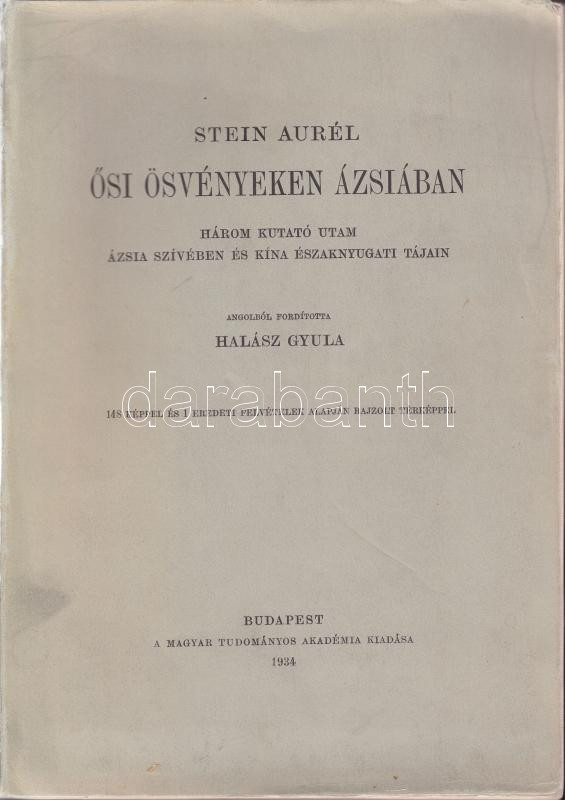 STEIN AURÉL
ŐSI ÖSVÉNYEKEN ÁZSIÁBAN
HÁROM KUTATÓ UTAM
ÁZSIA SZÍVÉBEN ÉS KÍNA ÉSZAKNYUGATI TÁJAIN
ANGOLBÓL FORDÍTOTTA
HALÁSZ GYULA
darabanth
148 KÉPPEL ÉS 1 EREDETI FELVÉTELEK ALAPJÁN RAJZOLT TÉRKÉPPEL
BUDAPEST
A MAGYAR TUDOMÁNYOS AKADÉMIA KIADÁSA
1934